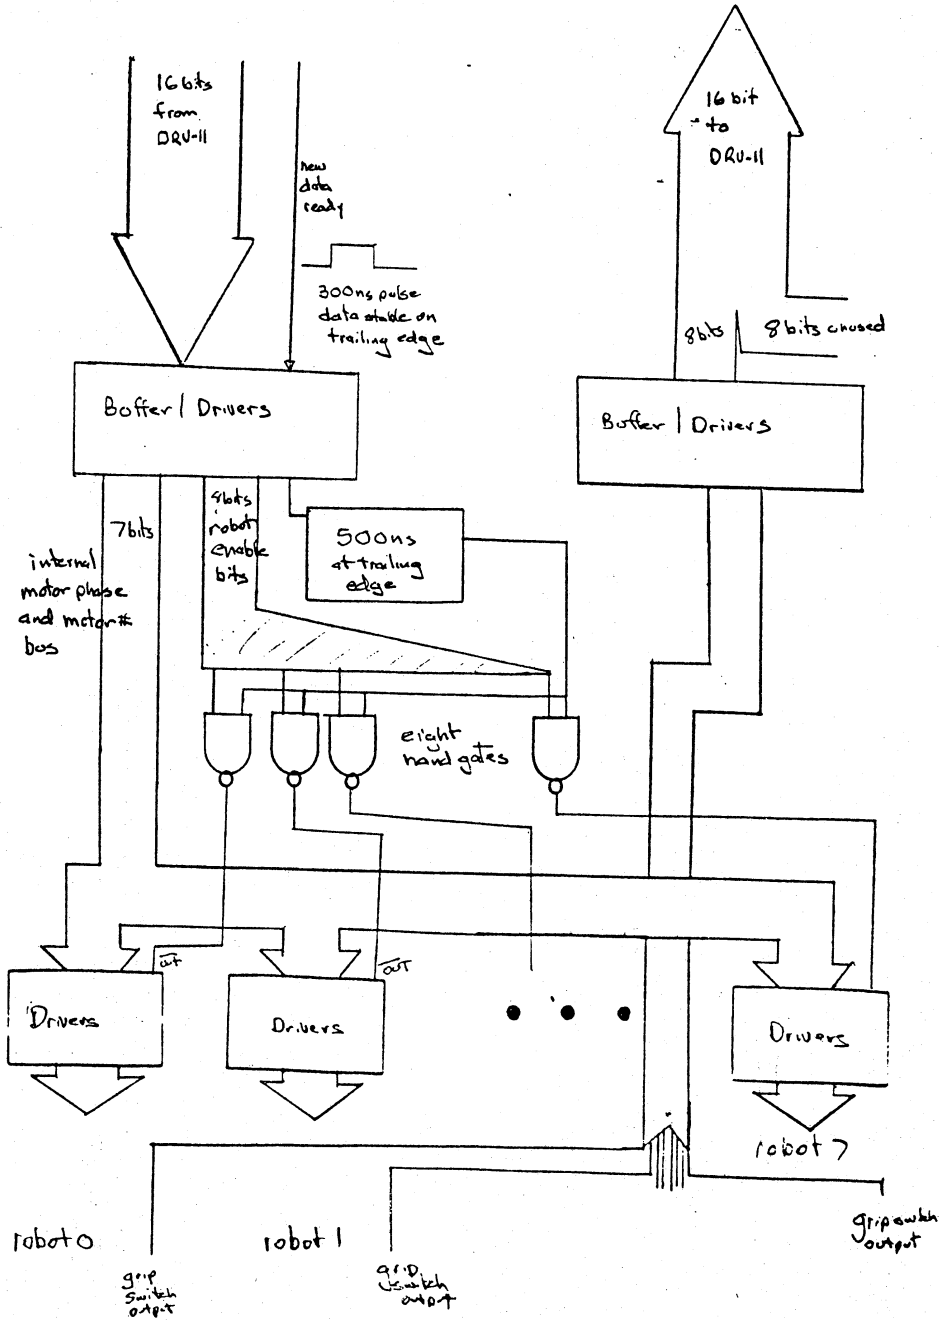 16 bits
from
DRV-11
new
data
ready
300ns pulse
data stable on
trailing edge
16 bit
to
DRV-11
8 bits
8 bits unused
Buffer / Drivers
Buffer / Drivers
7 bits
8 bits
robot
enable
bits
500ns
at trailing
edge
internal
motor phase
and motor#
bus
eight
nand gates
OUT
OUT
Drivers
Drivers
Drivers
robot 7
robot 0
robot 1
grip switch
output
grip
switch
output
grip
switch
output